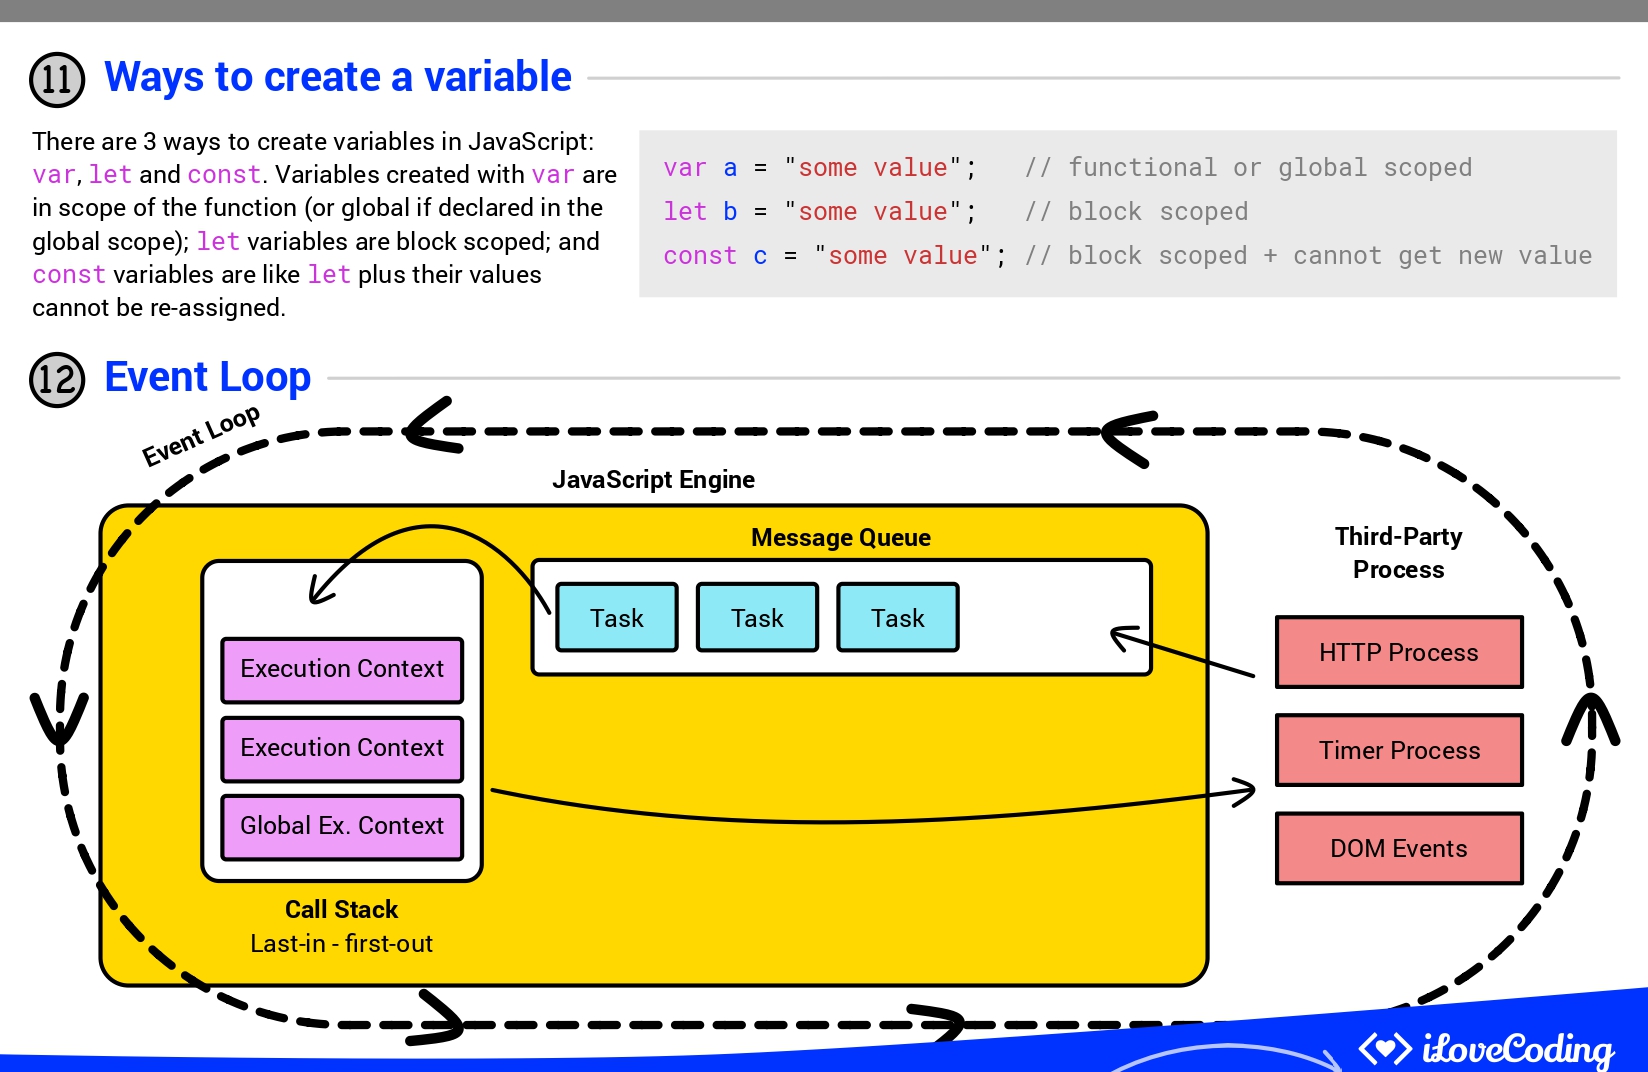 11 Ways to create a variable
There are 3 ways to create variables in JavaScript:
var, let and const. Variables created with var are
in scope of the function (or global if declared in the
global scope); let variables are block scoped; and
const variables are like let plus their values
cannot be re-assigned.
var a = "some value";   // functional or global scoped
let b = "some value";   // block scoped
const c = "some value"; // block scoped + cannot get new value
12 Event Loop
Event Loop
JavaScript Engine
Message Queue
Task Task Task
Execution Context
Execution Context
Global Ex. Context
Call Stack
Last-in - first-out
Third-Party
Process
HTTP Process
Timer Process
DOM Events
iLoveCoding